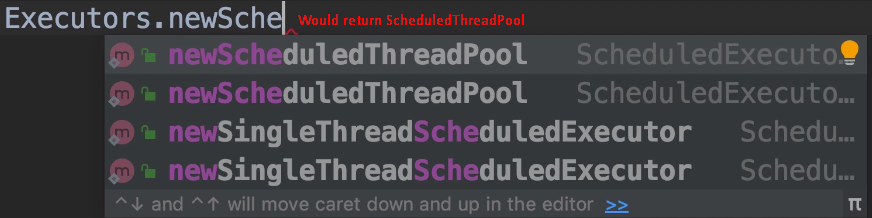 Executors.newSche Would return ScheduledThreadPool
m newScheduledThreadPool ScheduledExecuto…
m newScheduledThreadPool ScheduledExecuto…
m newSingleThreadScheduledExecutor Schedu…
m newSingleThreadScheduledExecutor Schedu…
^↓ and ^↑ will move caret down and up in the editor >> π